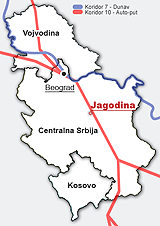 Koridor 7 - Dunav
Koridor 10 - Auto-put
Vojvodina
Beograd
Jagodina
Centralna Srbija
Kosovo